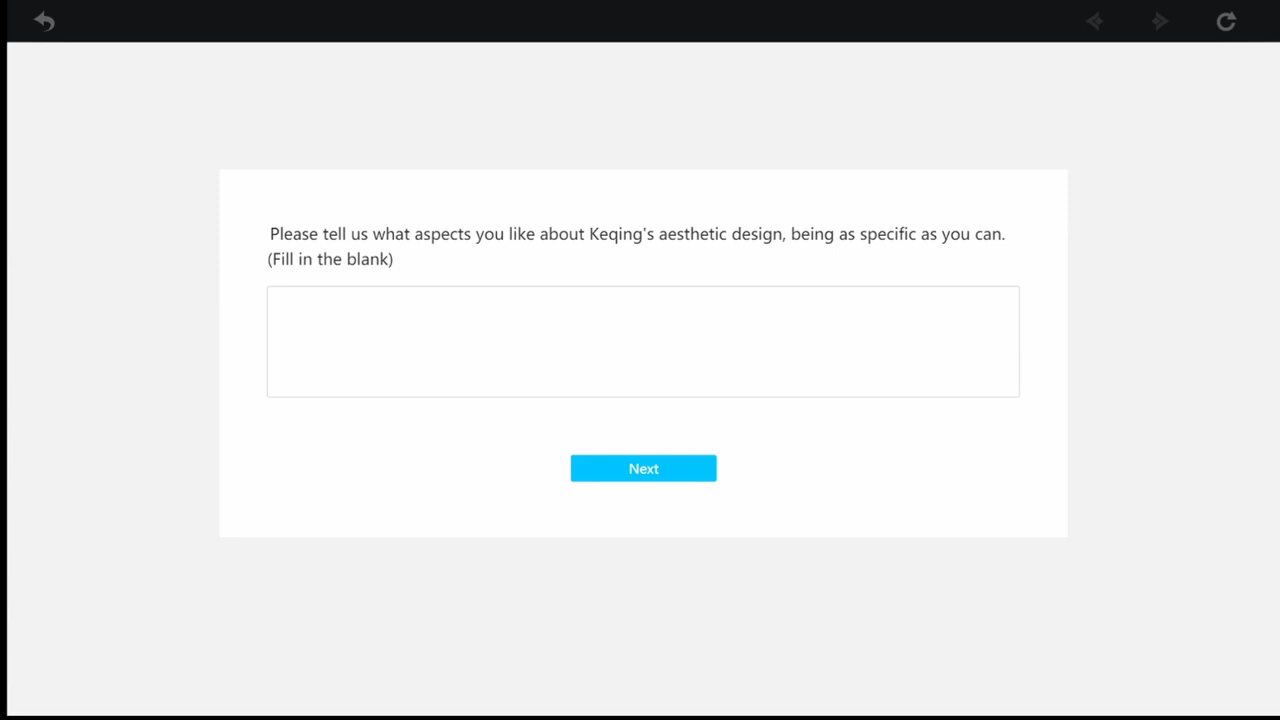 Please tell us what aspects you like about Keqing's aesthetic design, being as specific as you can.
(Fill in the blank)
Next